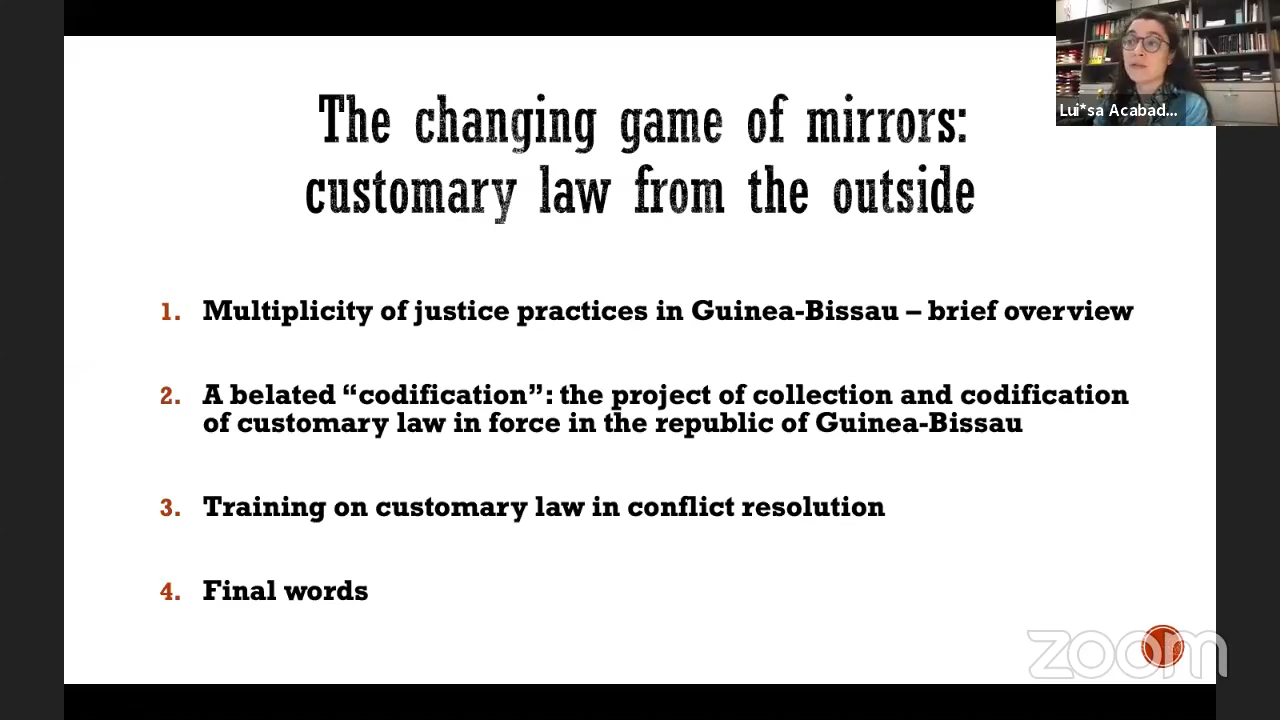 The changing game of mirrors:
customary law from the outside
Lui*sa Acabad...
1. Multiplicity of justice practices in Guinea-Bissau – brief overview
2. A belated “codification”: the project of collection and codification
of customary law in force in the republic of Guinea-Bissau
3. Training on customary law in conflict resolution
4. Final words
zoom